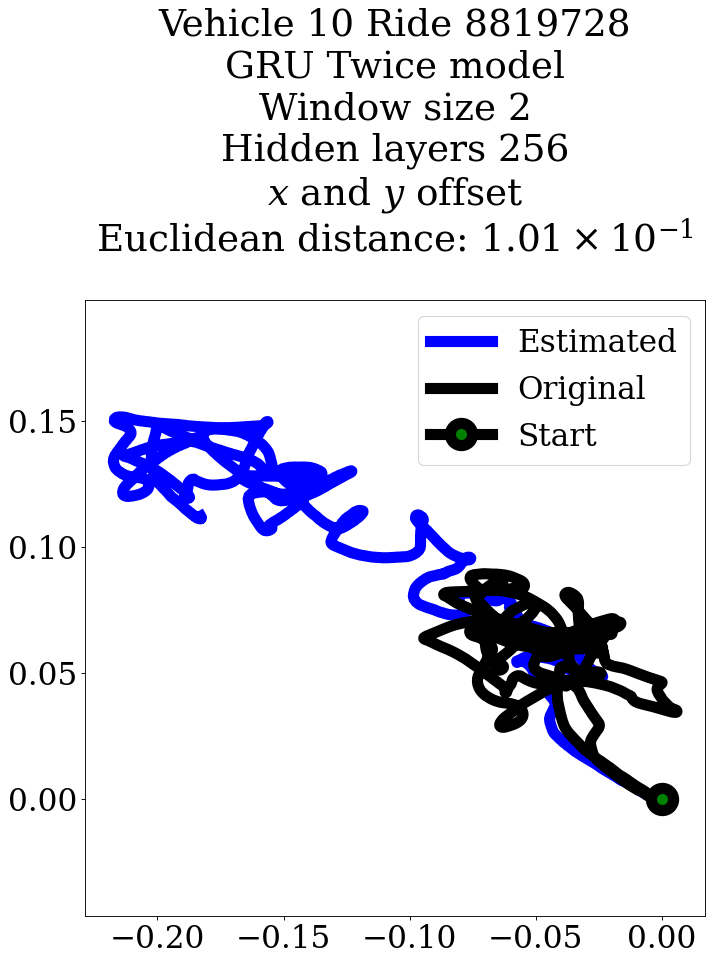 Vehicle 10 Ride 8819728
GRU Twice model
Window size 2
Hidden layers 256
x and y offset
Euclidean distance: 1.01 × 10⁻¹
Estimated
Original
Start
0.15
0.10
0.05
0.00
−0.20 −0.15 −0.10 −0.05 0.00